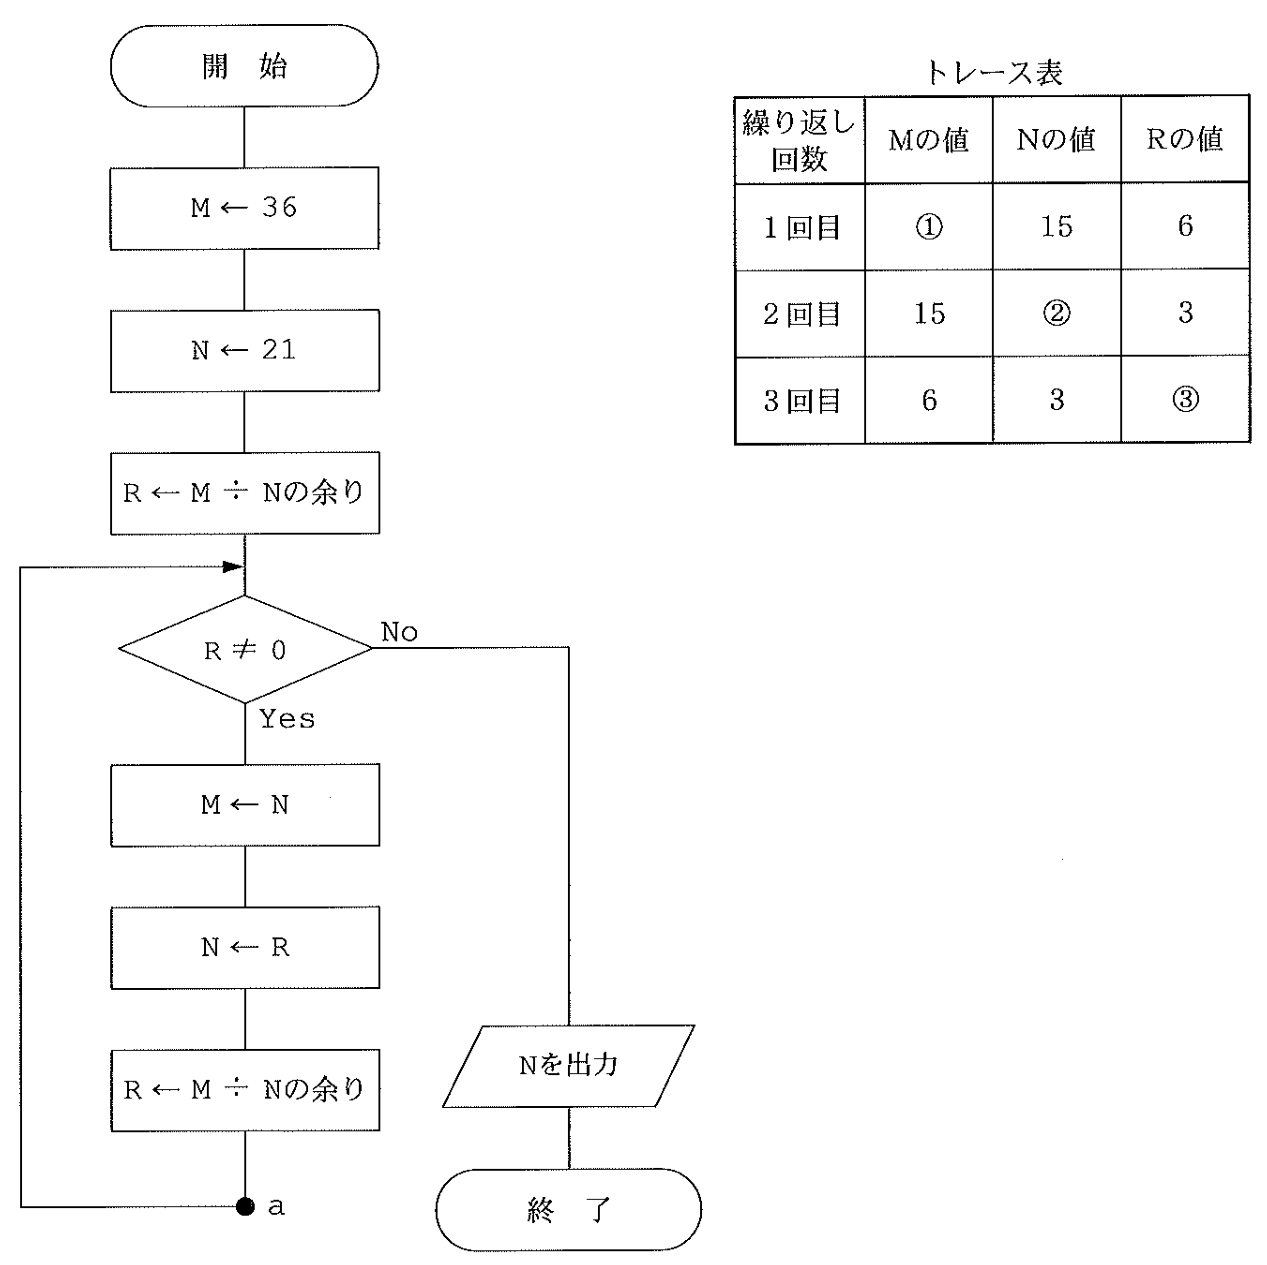 開 始
M ← 36
N ← 21
R ← M ÷ Nの余り
R ≠ 0
No
Yes
M ← N
N ← R
R ← M ÷ Nの余り
a
Nを出力
終 了
トレース表
繰り返し
回数
Mの値
Nの値
Rの値
1回目
①
15
6
2回目
15
②
3
3回目
6
3
③